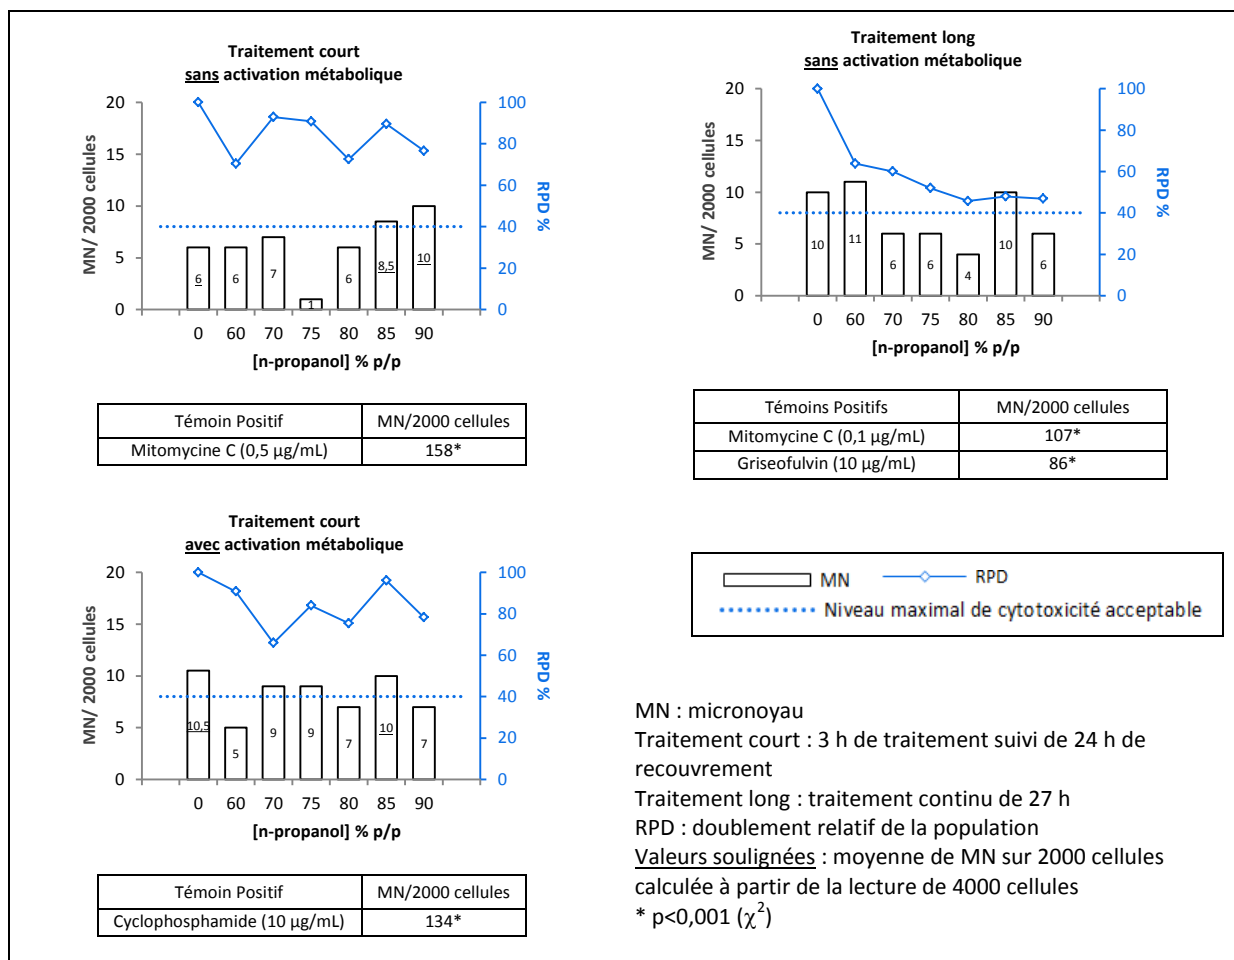 Traitement court
sans activation métabolique
20
15
10
5
0
MN/ 2000 cellules
6
6
7
1
6
8,5
10
100
80
60
40
20
0
RPD %
0 60 70 75 80 85 90
[n-propanol] % p/p
Témoin Positif MN/2000 cellules
Mitomycine C (0,5 µg/mL) 158*
Traitement long
sans activation métabolique
20
15
10
5
0
MN/ 2000 cellules
10
11
6
6
4
10
6
100
80
60
40
20
0
RPD %
0 60 70 75 80 85 90
[n-propanol] % p/p
Témoins Positifs MN/2000 cellules
Mitomycine C (0,1 µg/mL) 107*
Griseofulvin (10 µg/mL) 86*
Traitement court
avec activation métabolique
20
15
10
5
0
MN/ 2000 cellules
10,5
5
9
9
7
10
7
100
80
60
40
20
0
RPD %
0 60 70 75 80 85 90
[n-propanol] % p/p
Témoin Positif MN/2000 cellules
Cyclophosphamide (10 µg/mL) 134*
MN RPD
Niveau maximal de cytotoxicité acceptable
MN : micronoyau
Traitement court : 3 h de traitement suivi de 24 h de
recouvrement
Traitement long : traitement continu de 27 h
RPD : doublement relatif de la population
Valeurs soulignées : moyenne de MN sur 2000 cellules
calculée à partir de la lecture de 4000 cellules
* p<0,001 (χ²)